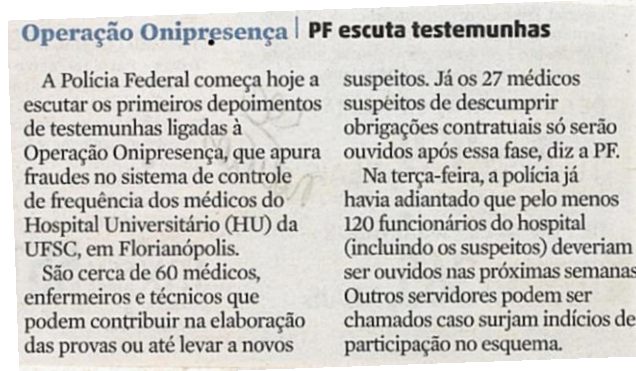 Operação Onipresença | PF escuta testemunhas
A Polícia Federal começa hoje a
escutar os primeiros depoimentos
de testemunhas ligadas à
Operação Onipresença, que apura
fraudes no sistema de controle
de frequência dos médicos do
Hospital Universitário (HU) da
UFSC, em Florianópolis.
São cerca de 60 médicos,
enfermeiros e técnicos que
podem contribuir na elaboração
das provas ou até levar a novos
suspeitos. Já os 27 médicos
suspeitos de descumprir
obrigações contratuais só serão
ouvidos após essa fase, diz a PF.
Na terça-feira, a polícia já
havia adiantado que pelo menos
120 funcionários do hospital
(incluindo os suspeitos) deveriam
ser ouvidos nas próximas semanas
Outros servidores podem ser
chamados caso surjam indícios de
participação no esquema.